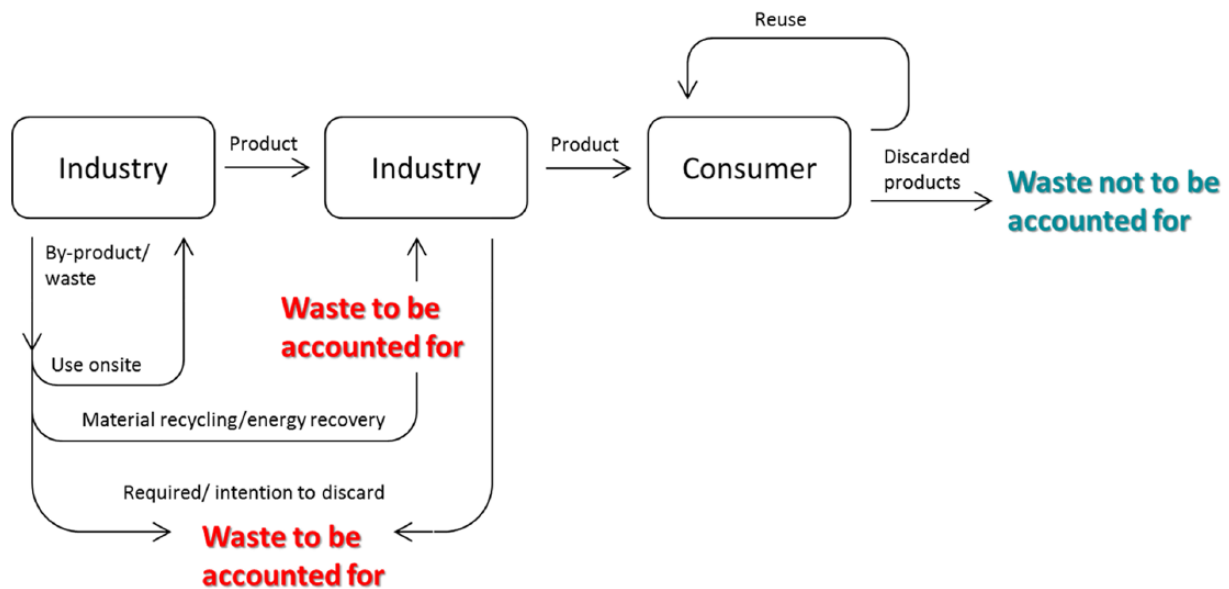 Reuse
Industry
Product
Industry
Product
Consumer
Discarded
products
Waste not to be
accounted for
By-product/
waste
Use onsite
Waste to be
accounted for
Material recycling/energy recovery
Required/ intention to discard
Waste to be
accounted for